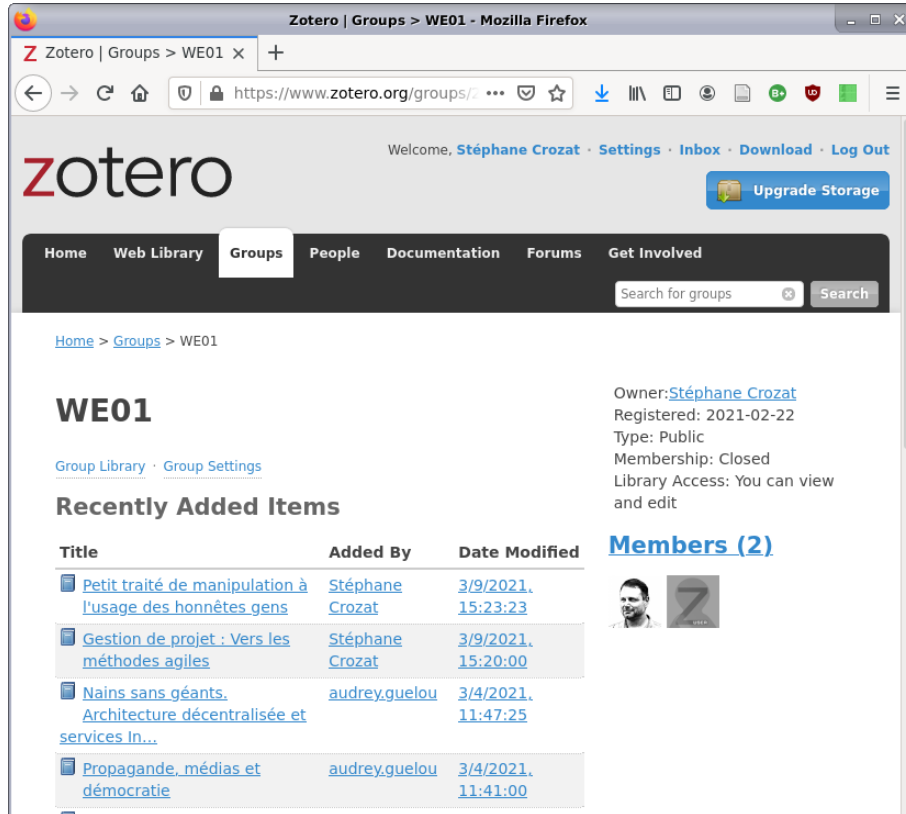 Zotero | Groups > WE01 - Mozilla Firefox
Zotero | Groups > WE01
https://www.zotero.org/groups/
zotero
Welcome, Stéphane Crozat · Settings · Inbox · Download · Log Out
Upgrade Storage
Home Web Library Groups People Documentation Forums Get Involved
Search for groups Search
Home > Groups > WE01
WE01
Group Library · Group Settings
Recently Added Items
Title Added By Date Modified
Petit traité de manipulation à
l'usage des honnêtes gens
Stéphane
Crozat
3/9/2021,
15:23:23
Gestion de projet : Vers les
méthodes agiles
Stéphane
Crozat
3/9/2021,
15:20:00
Nains sans géants.
Architecture décentralisée et
services In...
audrey.guelou
3/4/2021,
11:47:25
Propagande, médias et
démocratie
audrey.guelou
3/4/2021,
11:41:00
Owner:Stéphane Crozat
Registered: 2021-02-22
Type: Public
Membership: Closed
Library Access: You can view
and edit
Members (2)
Z
USER